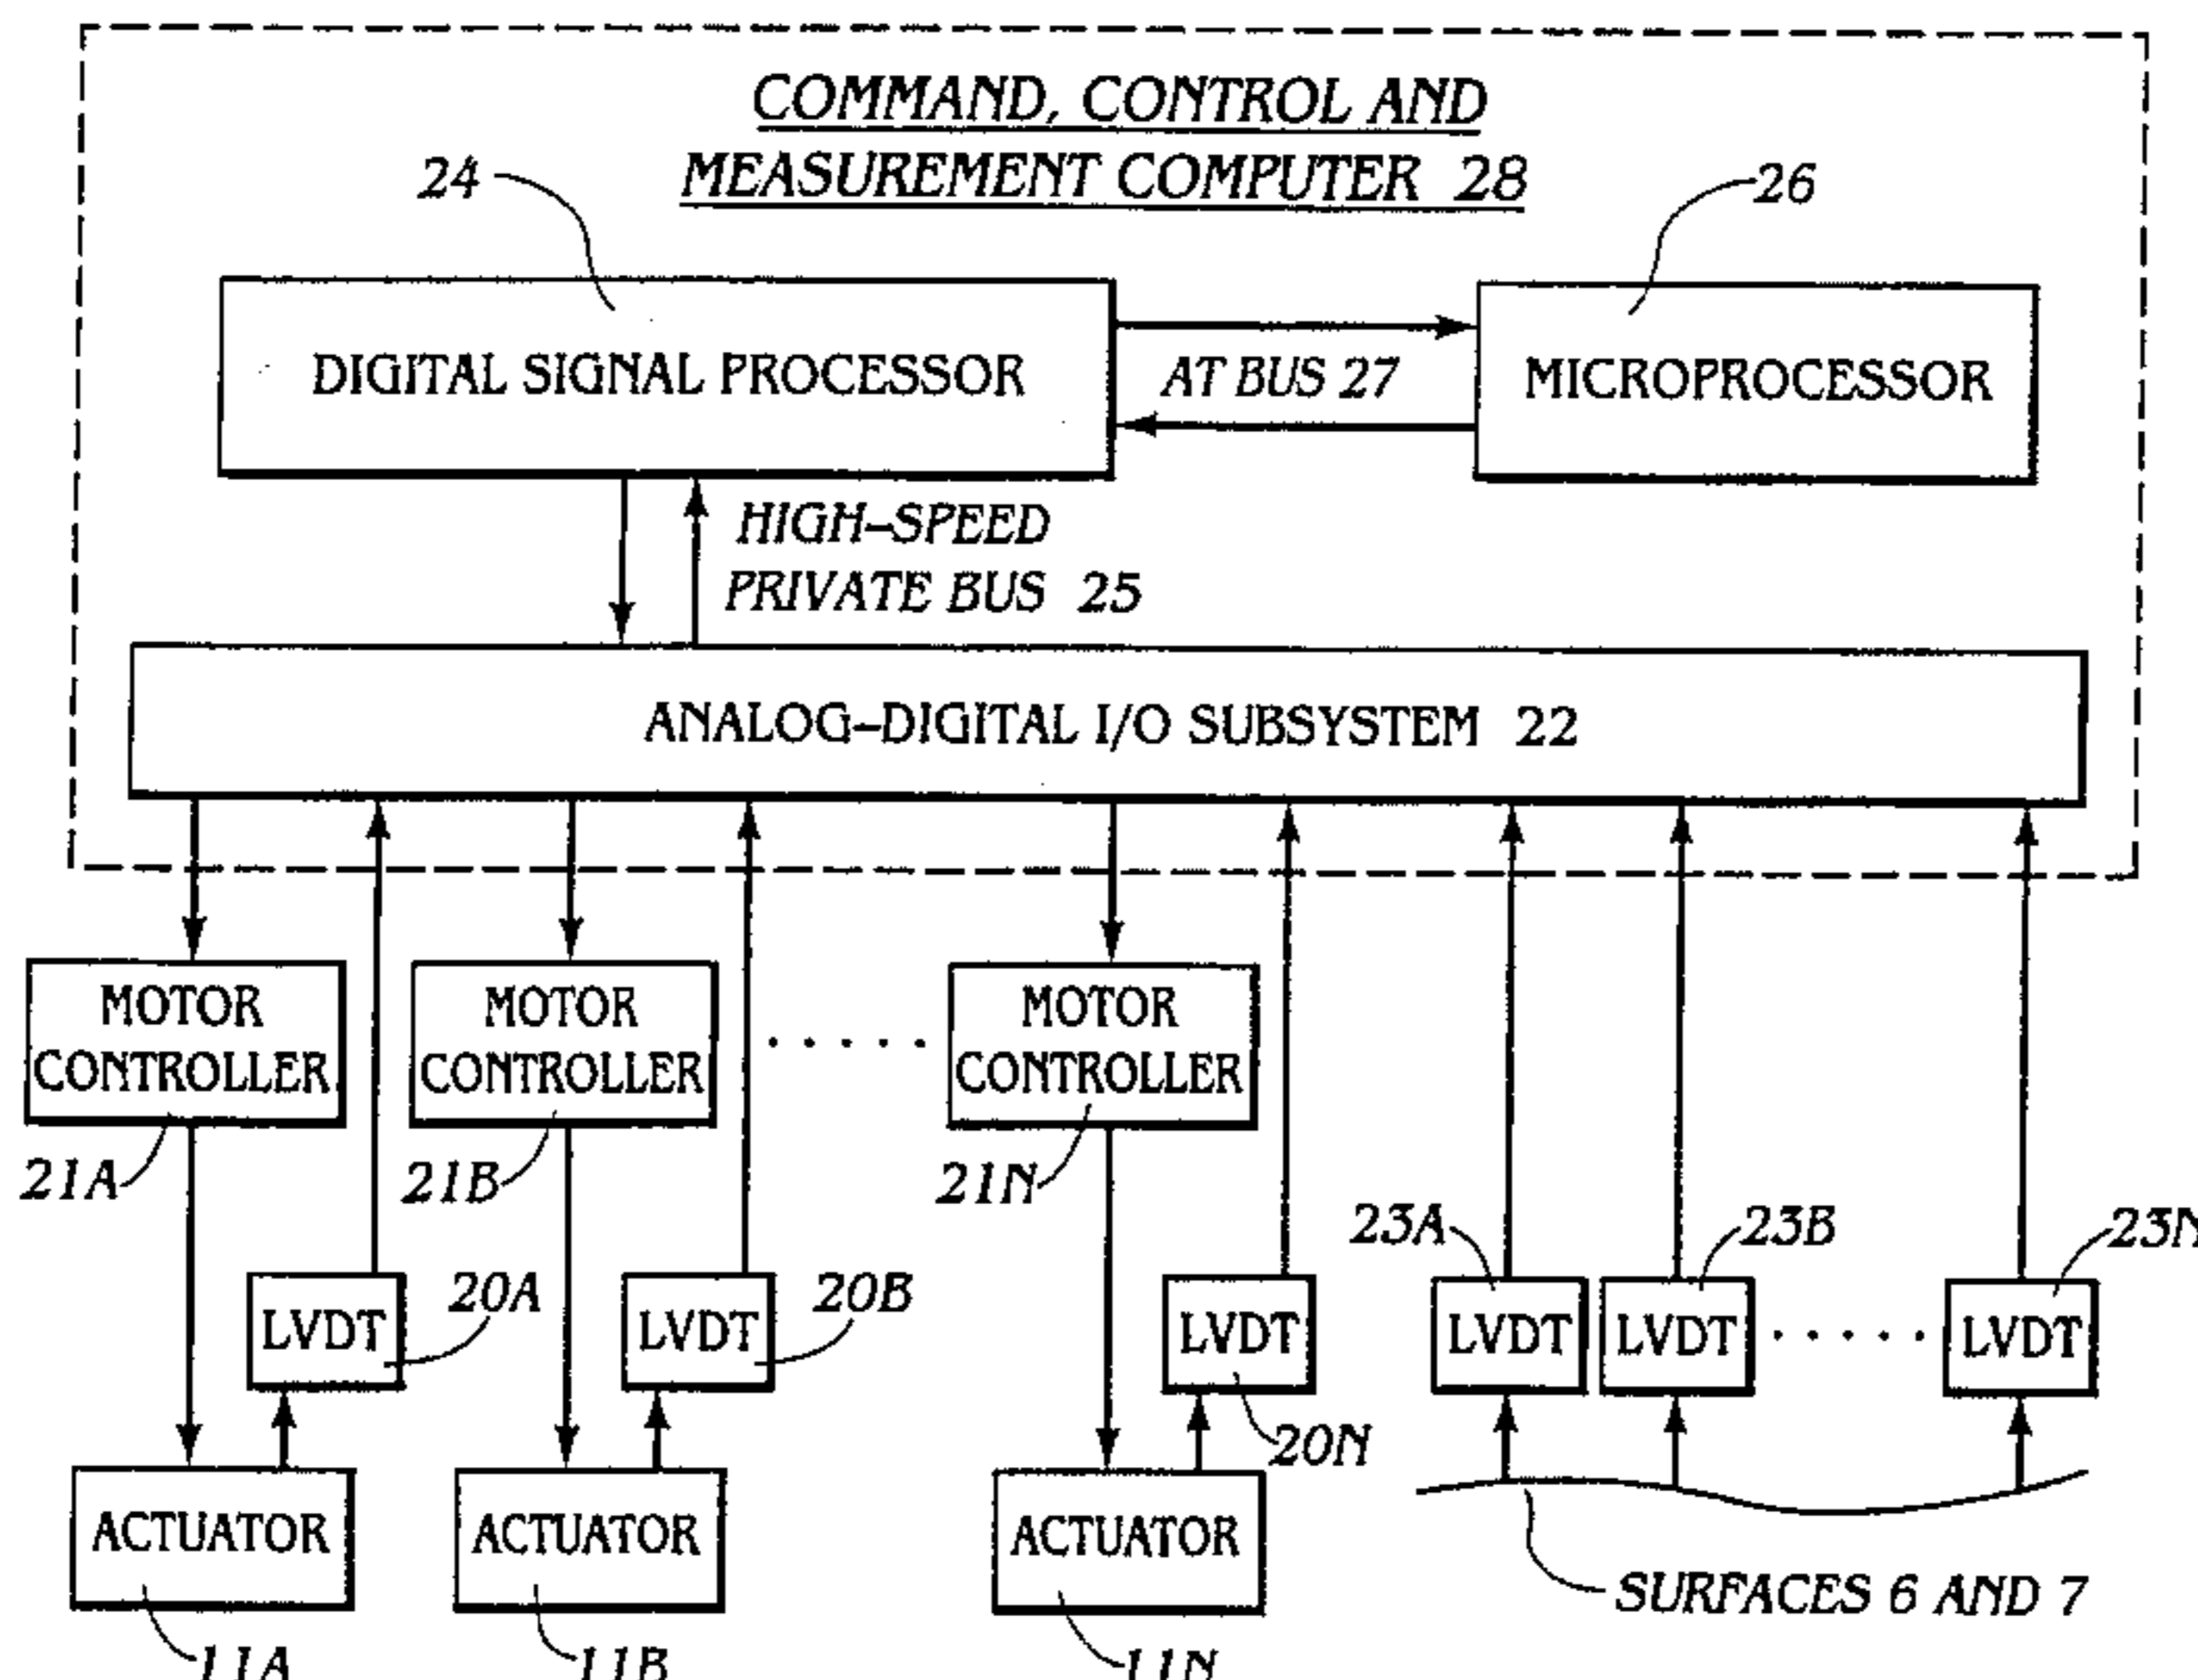 COMMAND, CONTROL AND
MEASUREMENT COMPUTER 28
24
26
DIGITAL SIGNAL PROCESSOR
AT BUS 27
MICROPROCESSOR
HIGH–SPEED
PRIVATE BUS 25
ANALOG–DIGITAL I/O SUBSYSTEM 22
MOTOR
CONTROLLER
MOTOR
CONTROLLER
MOTOR
CONTROLLER
21A
21B
21N
23A
23B
23N
20A
20B
LVDT
LVDT
LVDT
LVDT
LVDT
LVDT
20N
ACTUATOR
ACTUATOR
ACTUATOR
SURFACES 6 AND 7
11A
11B
11N